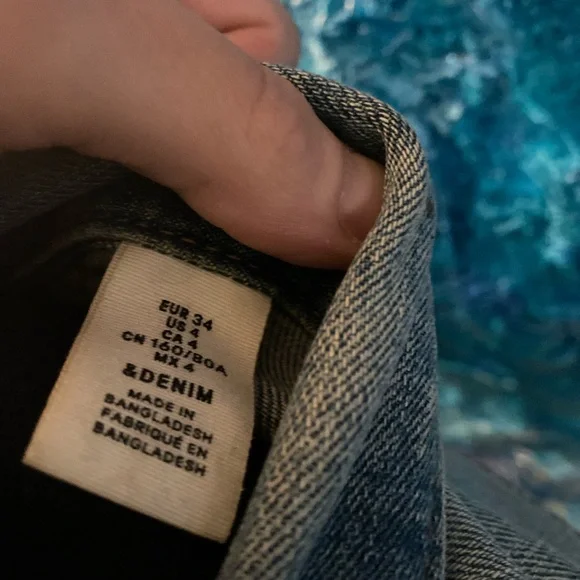 EUR 34
US 4
CA 4
CN 160/80A
MX 4
&DENIM
MADE IN
BANGLADESH
FABRIQUÉ EN
BANGLADESH